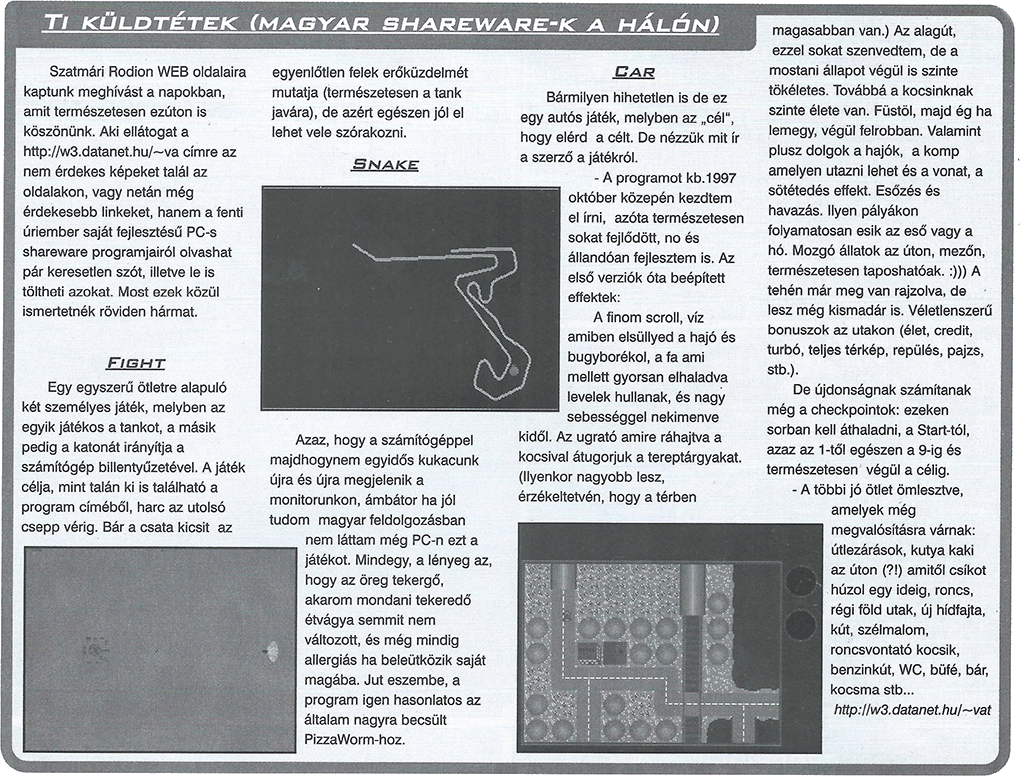 TI KÜLDTÉTEK (MAGYAR SHAREWARE-K A HÁLÓN)
Szatmári Rodion WEB oldalaira
kaptunk meghívást a napokban,
amit természetesen ezúton is
köszönünk. Aki ellátogat a
http://w3.datanet.hu/~va címre az
nem érdekes képeket talál az
oldalakon, vagy netán még
érdekesebb linkeket, hanem a fenti
úriember saját fejlesztésű PC-s
shareware programjairól olvashat
pár keresetlen szót, illetve le is
töltheti azokat. Most ezek közül
ismertetnék röviden hármat.
FIGHT
Egy egyszerű ötletre alapuló
két személyes játék, melyben az
egyik játékos a tankot, a másik
pedig a katonát irányítja a
számítógép billentyűzetével. A játék
célja, mint talán ki is található a
program címéből, harc az utolsó
csepp vérig. Bár a csata kicsit az
egyenlőtlen felek erőküzdelmét
mutatja (természetesen a tank
javára), de azért egészen jól el
lehet vele szórakozni.
SNAKE
Azaz, hogy a számítógéppel
majdhogynem egyidős kukacunk
újra és újra megjelenik a
monitorunkon, ámbátor ha jól
tudom magyar feldolgozásban
nem láttam még PC-n ezt a
játékot. Mindegy, a lényeg az,
hogy az öreg tekergő,
akarom mondani tekeredő
étvágya semmit nem
változott, és még mindig
allergiás ha beleütközik saját
magába. Jut eszembe, a
program igen hasonlatos az
általam nagyra becsült
PizzaWorm-hoz.
CAR
Bármilyen hihetetlen is de ez
egy autós játék, melyben az „cél",
hogy elérd a célt. De nézzük mit ír
a szerző a játékról.
- A programot kb.1997
október közepén kezdtem
el írni, azóta természetesen
sokat fejlődött, no és
állandóan fejlesztem is. Az
első verziók óta beépített
effektek:
A finom scroll, víz
amiben elsüllyed a hajó és
bugyborékol, a fa ami
mellett gyorsan elhaladva
levelek hullanak, és nagy
sebességgel nekimenve
kidől. Az ugrató amire ráhajtva a
kocsival átugorjuk a tereptárgyakat.
(Ilyenkor nagyobb lesz,
érzékeltetvén, hogy a térben
magasabban van.) Az alagút,
ezzel sokat szenvedtem, de a
mostani állapot végül is szinte
tökéletes. Továbbá a kocsinknak
szinte élete van. Füstöl, majd ég ha
lemegy, végül felrobban. Valamint
plusz dolgok a hajók, a komp
amelyen utazni lehet és a vonat, a
sötétedés effekt. Esőzés és
havazás. Ilyen pályákon
folyamatosan esik az eső vagy a
hó. Mozgó állatok az úton, mezőn,
természetesen taposhatóak. :))) A
tehén már meg van rajzolva, de
lesz még kismadár is. Véletlenszerű
bonuszok az utakon (élet, credit,
turbó, teljes térkép, repülés, pajzs,
stb.).
De újdonságnak számítanak
még a checkpointok: ezeken
sorban kell áthaladni, a Start-tól,
azaz az 1-től egészen a 9-ig és
természetesen végül a célig.
- A többi jó ötlet ömlesztve,
amelyek még
megvalósításra várnak:
útlezárások, kutya kaki
az úton (?!) amitől csíkot
húzol egy ideig, roncs,
régi föld utak, új hídfajta,
kút, szélmalom,
roncsvontató kocsik,
benzinkút, WC, büfé, bár,
kocsma stb...
http://w3.datanet.hu/~vat